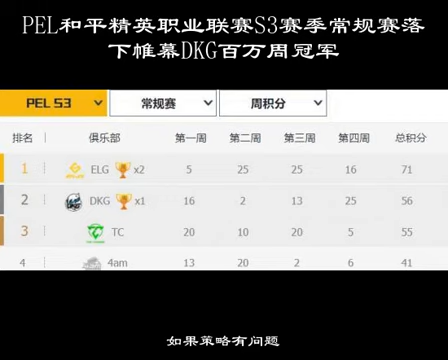 PEL和平精英职业联赛S3赛季常规赛落
下帷幕DKG百万周冠军
PEL S3 常规赛 周积分
排名 俱乐部 第一周 第二周 第三周 第四周 总积分
1 ELG x2 5 25 25 16 71
2 DKG x1 16 2 13 25 56
3 TC 20 10 20 5 55
4 4am 13 20 2 6 41
如果策略有问题